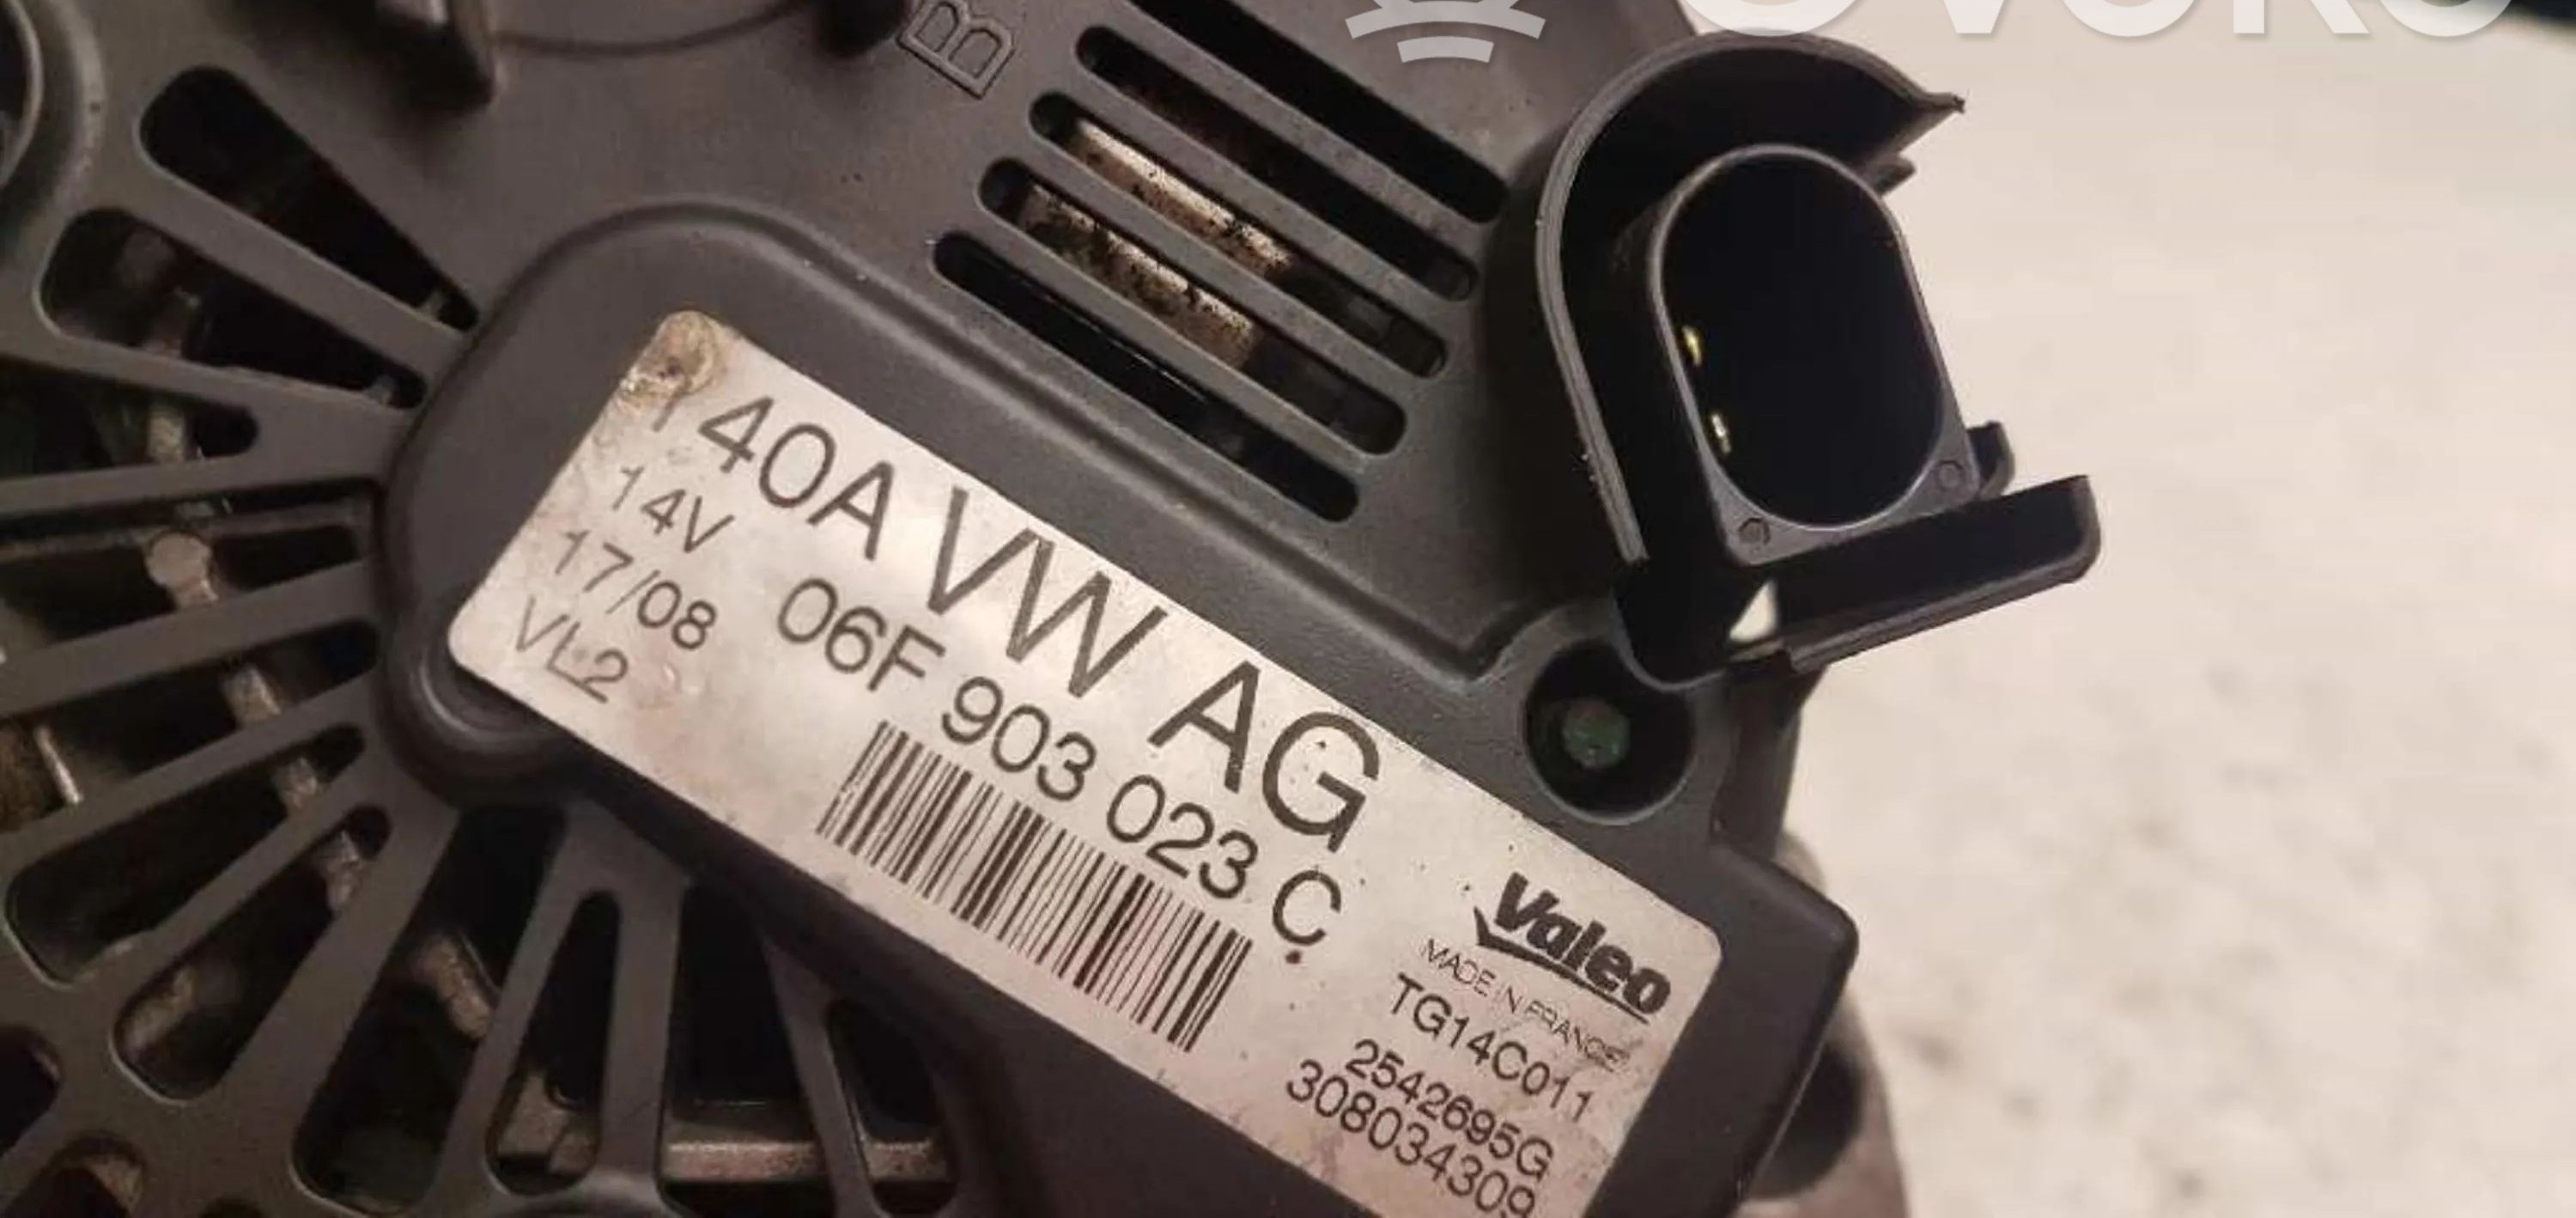 B
140A VW AG
14V
06F 903 023 C
17/08
VL2
Valeo
MADE IN FRANCE
TG14C011
2542695G
308034309